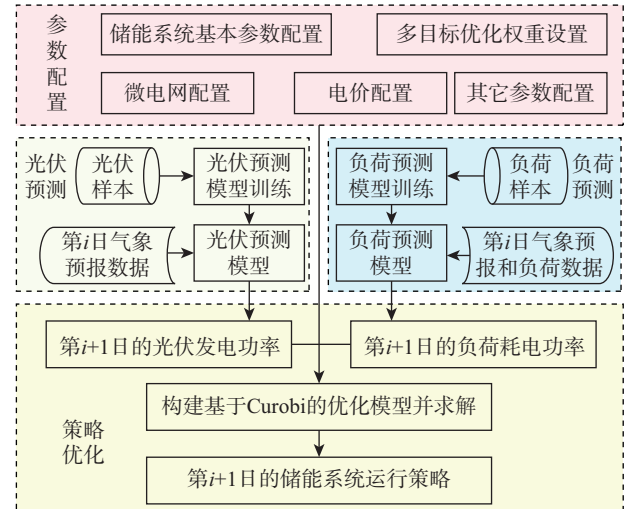 参数配置
储能系统基本参数配置
多目标优化权重设置
微电网配置
电价配置
其它参数配置
光伏
预测
光伏
样本
光伏预测
模型训练
负荷预测
模型训练
负荷
样本
负荷
预测
第i日气象
预报数据
光伏预测
模型
负荷预测
模型
第i日气象预
报和负荷数据
第i+1日的光伏发电功率
第i+1日的负荷耗电功率
构建基于Curobi的优化模型并求解
策略
优化
第i+1日的储能系统运行策略